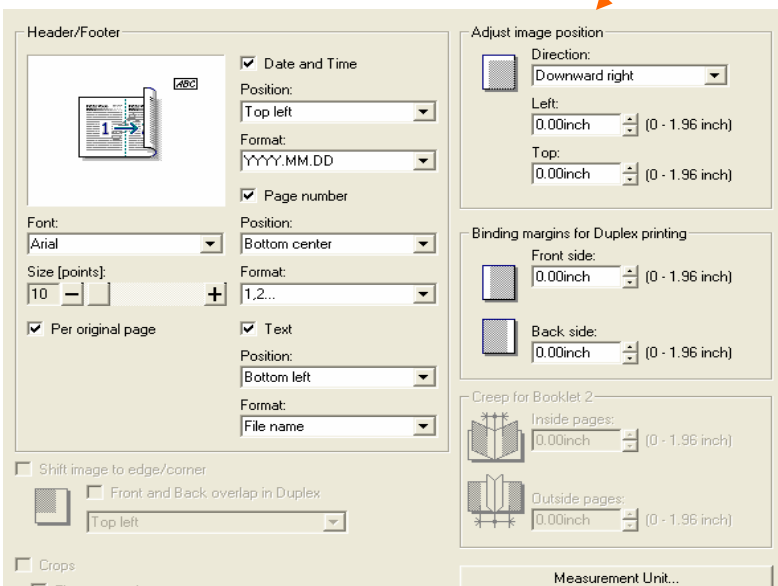 Header/Footer
ABC
1
Date and Time
Position:
Top left
Format:
YYYY.MM.DD
Page number
Font:
Arial
Position:
Bottom center
Size [points]:
10
Format:
1,2...
Per original page
Text
Position:
Bottom left
Format:
File name
Shift image to edge/corner
Front and Back overlap in Duplex
Top left
Crops
Adjust image position
Direction:
Downward right
Left:
0.00inch (0 - 1.96 inch)
Top:
0.00inch (0 - 1.96 inch)
Binding margins for Duplex printing
Front side:
0.00inch (0 - 1.96 inch)
Back side:
0.00inch (0 - 1.96 inch)
Creep for Booklet 2
Inside pages:
0.00inch (0 - 1.96 inch)
Outside pages:
0.00inch (0 - 1.96 inch)
Measurement Unit...